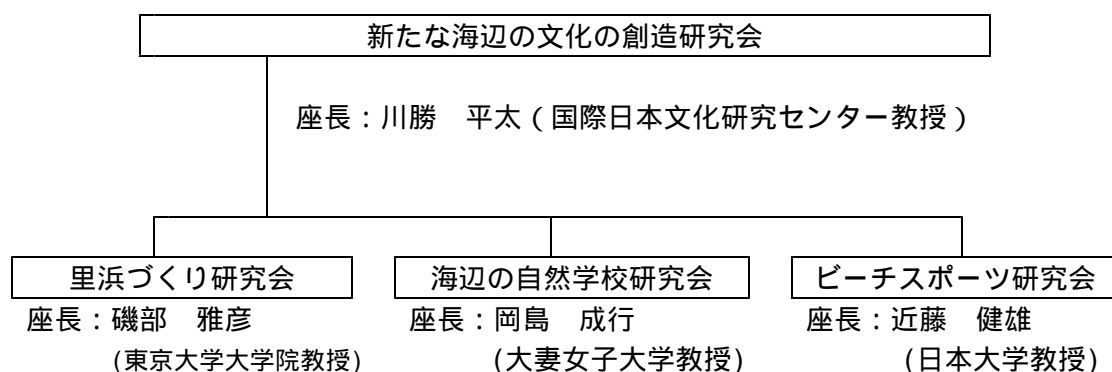 新たな海辺の文化の創造研究会
座長：川勝　平太（国際日本文化研究センター教授）
里浜づくり研究会
海辺の自然学校研究会
ビーチスポーツ研究会
座長：磯部　雅彦
座長：岡島　成行
座長：近藤　健雄
(東京大学大学院教授)
(大妻女子大学教授)
(日本大学教授)